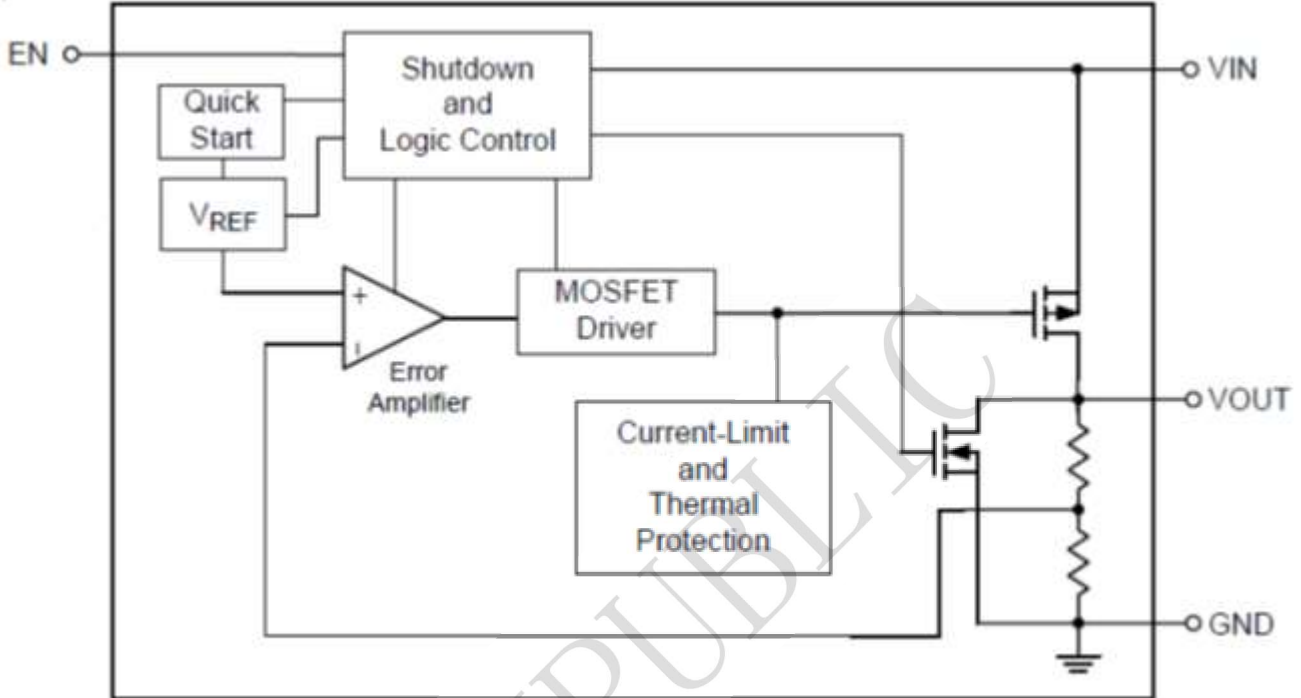 EN
Shutdown
and
Logic Control
VIN
Quick
Start
VREF
+
MOSFET
Driver
Error
Amplifier
VOUT
Current-Limit
and
Thermal
Protection
GND
PUBLIC